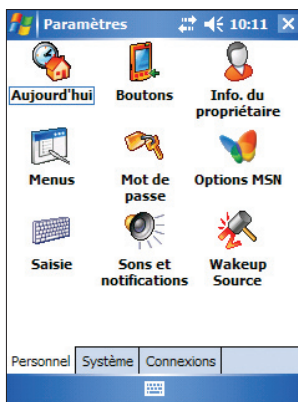 Paramètres 10:11
Aujourd'hui Boutons Info. du
propriétaire
Menus Mot de Options MSN
passe
Saisie Sons et Wakeup
notifications Source
Personnel Système Connexions